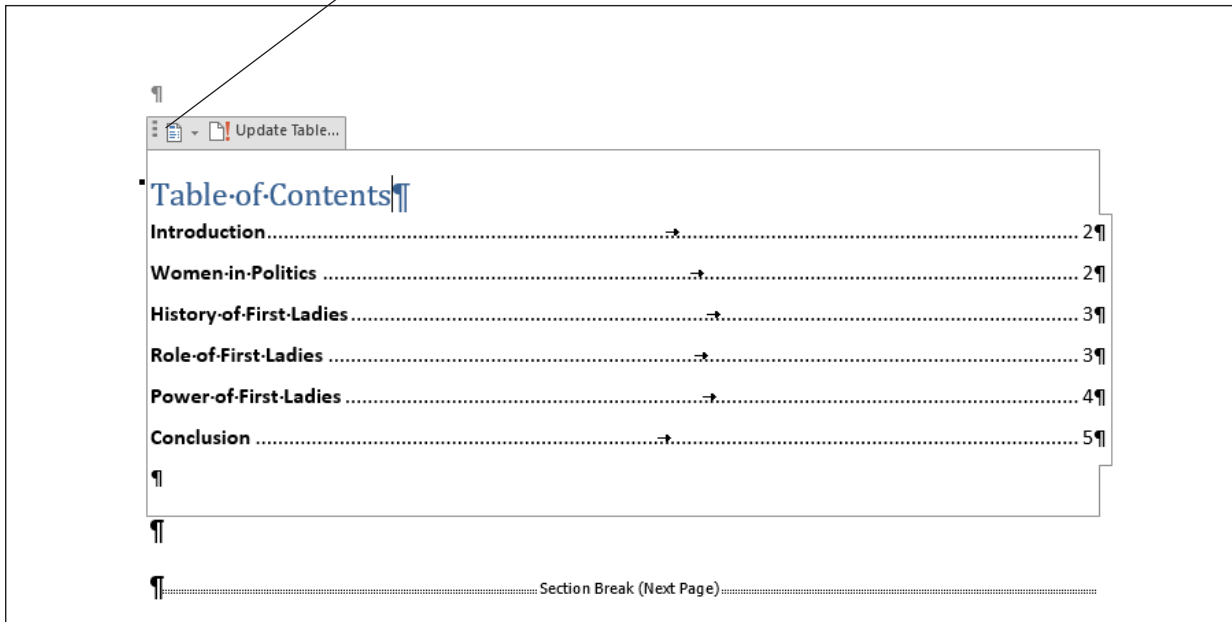 ¶
Update Table...
Table·of·Contents¶
Introduction........................................→........................................ 2¶
Women·in·Politics ........................................→........................................ 2¶
History·of·First·Ladies........................................→........................................ 3¶
Role·of·First·Ladies ........................................→........................................ 3¶
Power·of·First·Ladies ........................................→........................................ 4¶
Conclusion ........................................→........................................ 5¶
¶
¶
¶ Section Break (Next Page)